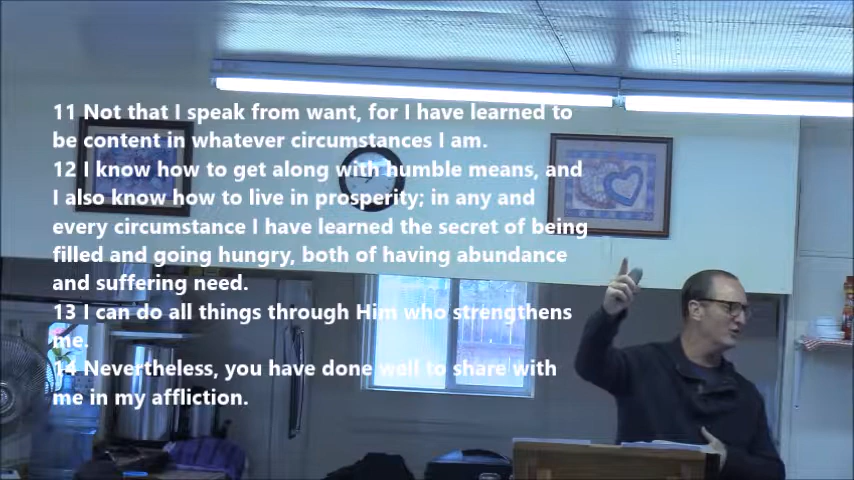 11 Not that I speak from want, for I have learned to
be content in whatever circumstances I am.
12 I know how to get along with humble means, and
I also know how to live in prosperity; in any and
every circumstance I have learned the secret of being
filled and going hungry, both of having abundance
and suffering need.
13 I can do all things through Him who strengthens
me.
14 Nevertheless, you have done well to share with
me in my affliction.